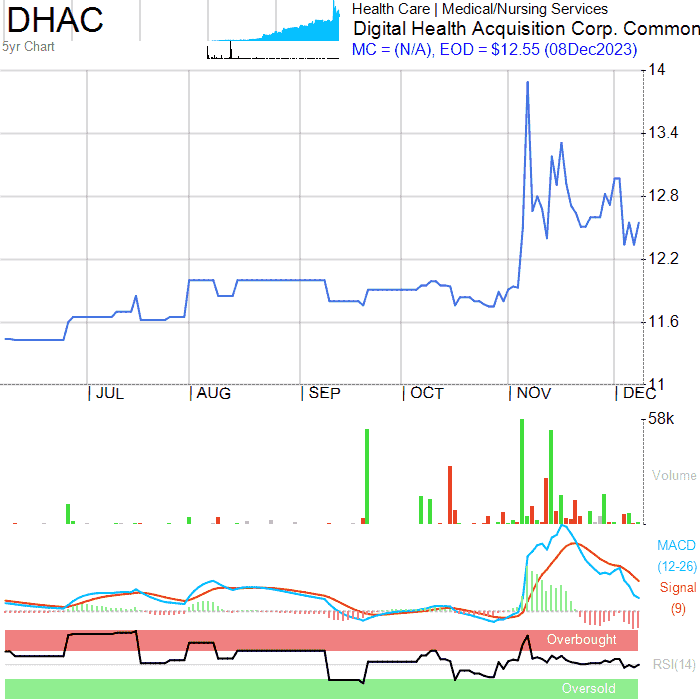 DHAC
5yr Chart
Health Care | Medical/Nursing Services
Digital Health Acquisition Corp. Common
MC = (N/A), EOD = $12.55 (08Dec2023)
14
13.4
12.8
12.2
11.6
11
JUL AUG SEP OCT NOV DEC
58k
Volume
MACD
(12-26)
Signal
(9)
Overbought
RSI(14)
Oversold